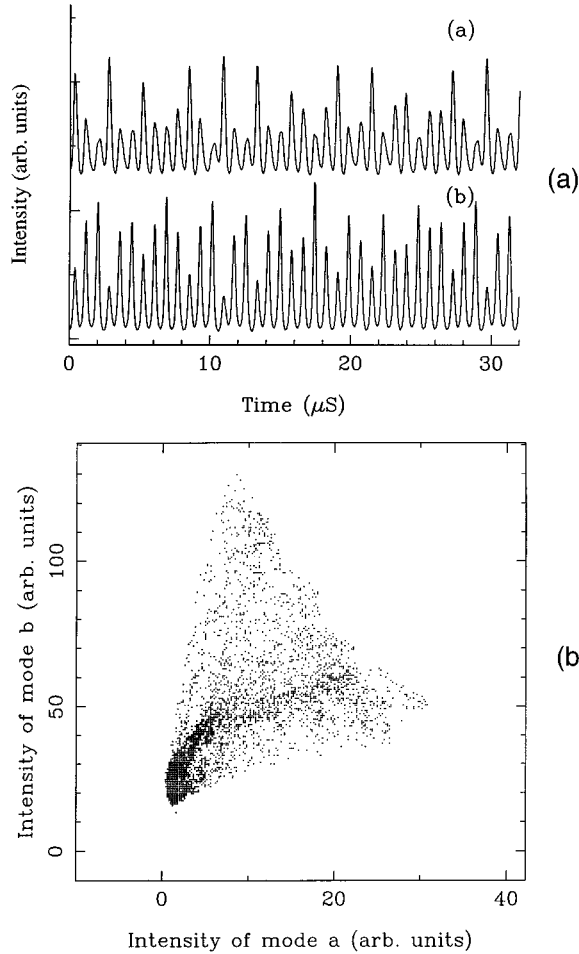 (a)
Intensity (arb. units)
(b)
(a)
0 10 20 30
Time (μS)
Intensity of mode b (arb. units)
100
50
0
(b
0 20 40
Intensity of mode a (arb. units)